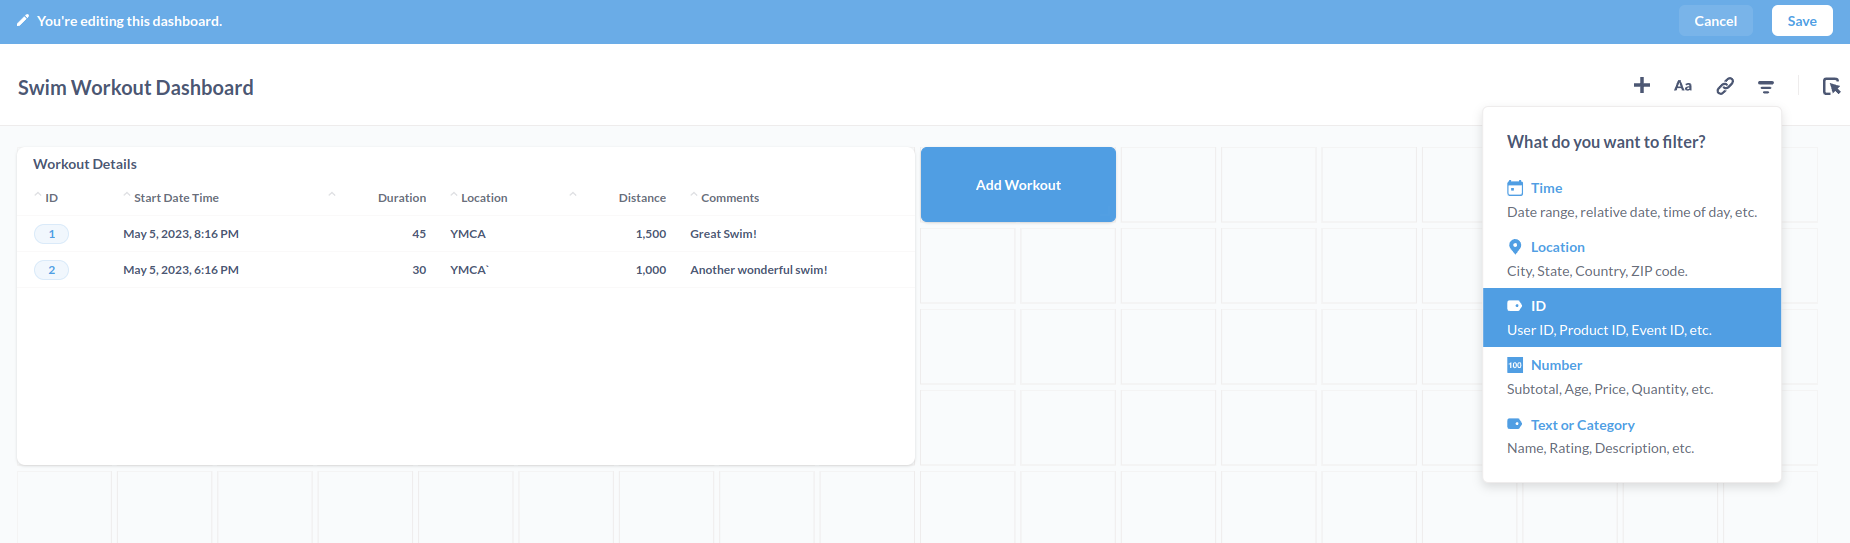 You're editing this dashboard.
Cancel
Save
Swim Workout Dashboard
Aa
What do you want to filter?
Time
Date range, relative date, time of day, etc.
Location
City, State, Country, ZIP code.
ID
User ID, Product ID, Event ID, etc.
100 Number
Subtotal, Age, Price, Quantity, etc.
Text or Category
Name, Rating, Description, etc.
Workout Details
ID Start Date Time Duration Location Distance Comments
1 May 5, 2023, 8:16 PM 45 YMCA 1,500 Great Swim!
2 May 5, 2023, 6:16 PM 30 YMCA` 1,000 Another wonderful swim!
Add Workout